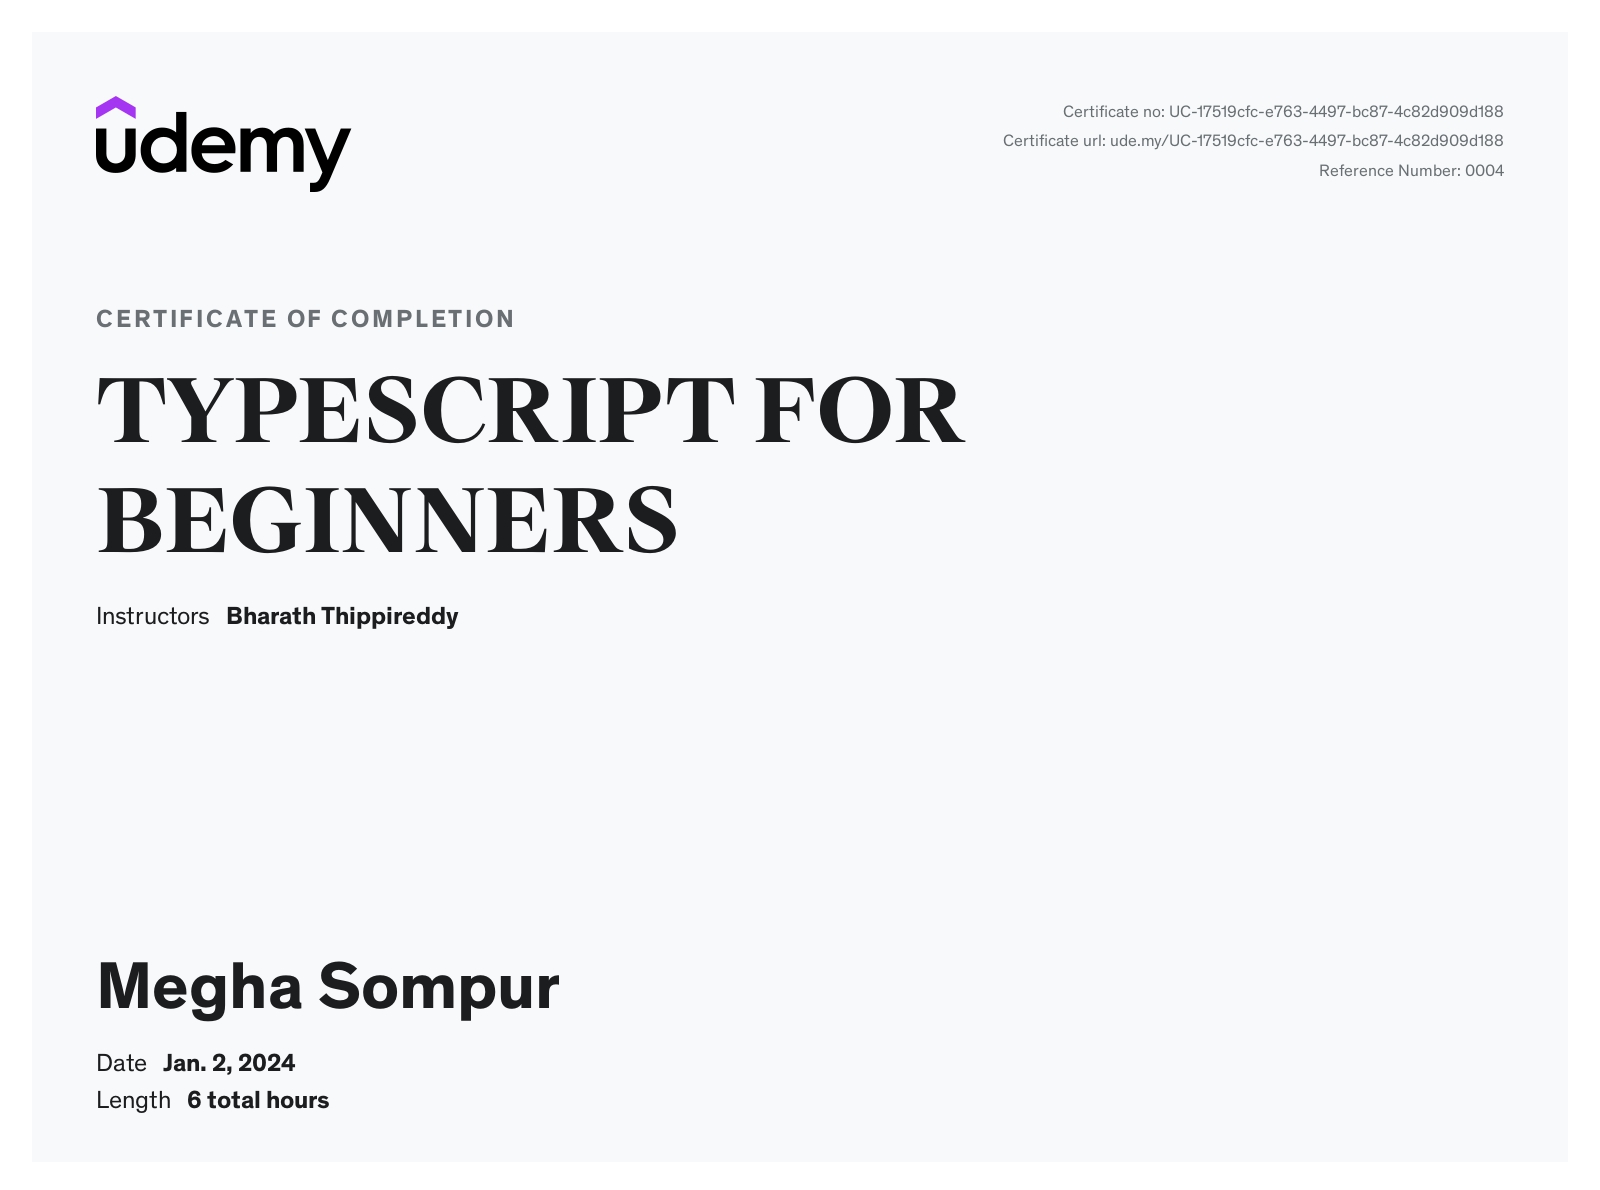 udemy
Certificate no: UC-17519cfc-e763-4497-bc87-4c82d909d188
Certificate url: ude.my/UC-17519cfc-e763-4497-bc87-4c82d909d188
Reference Number: 0004
CERTIFICATE OF COMPLETION
TYPESCRIPT FOR
BEGINNERS
Instructors Bharath Thippireddy
Megha Sompur
Date Jan. 2, 2024
Length 6 total hours